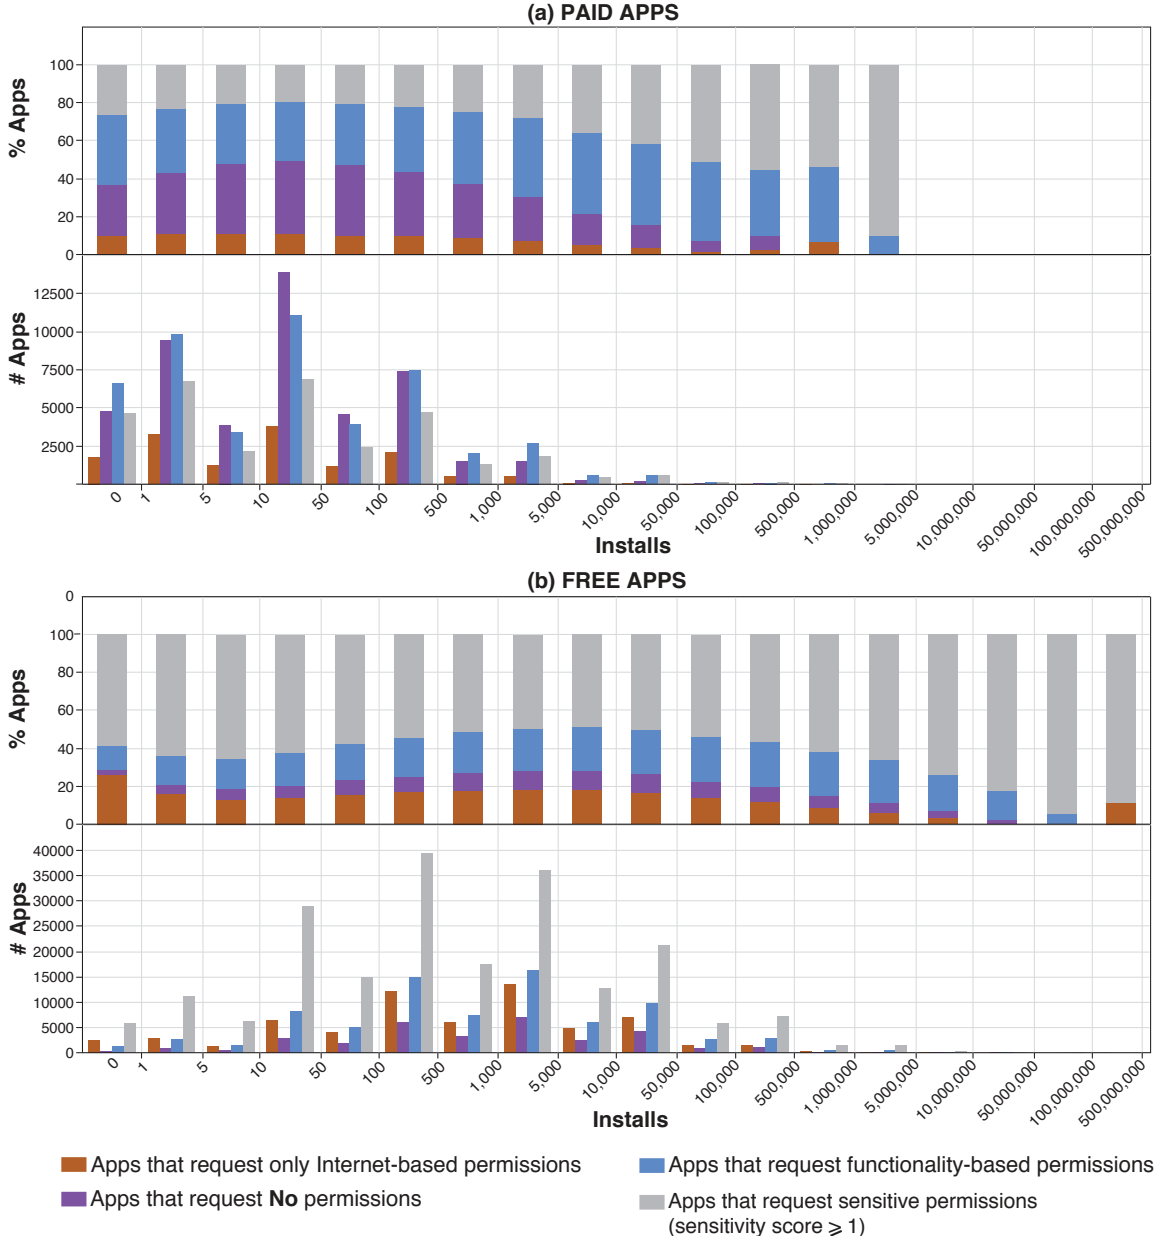 (a) PAID APPS
% Apps
100
80
60
40
20
0
# Apps
12500
10000
7500
5000
2500
0 1 5 10 50 100 500 1,000 5,000 10,000 50,000 100,000 500,000 1,000,000 5,000,000 10,000,000 50,000,000 100,000,000 500,000,000
Installs
(b) FREE APPS
0
% Apps
100
80
60
40
20
0
# Apps
40000
35000
30000
25000
20000
15000
10000
5000
0
0 1 5 10 50 100 500 1,000 5,000 10,000 50,000 100,000 500,000 1,000,000 5,000,000 10,000,000 50,000,000 100,000,000 500,000,000
Installs
Apps that request only Internet-based permissions
Apps that request functionality-based permissions
Apps that request No permissions
Apps that request sensitive permissions
(sensitivity score ⩾ 1)